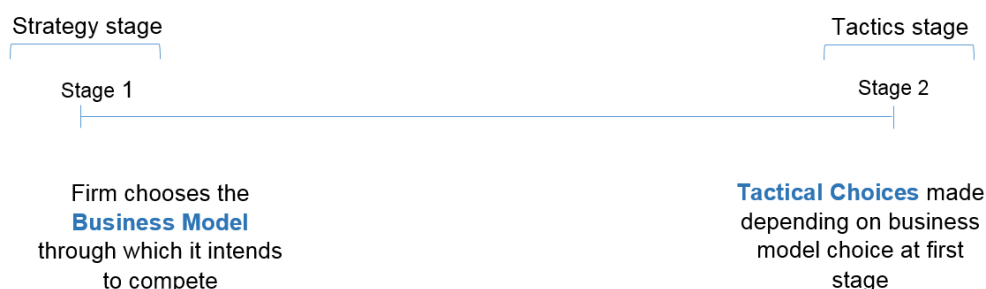 Strategy stage
Tactics stage
Stage 1
Stage 2
Firm chooses the
Business Model
through which it intends
to compete
Tactical Choices made
depending on business
model choice at first
stage